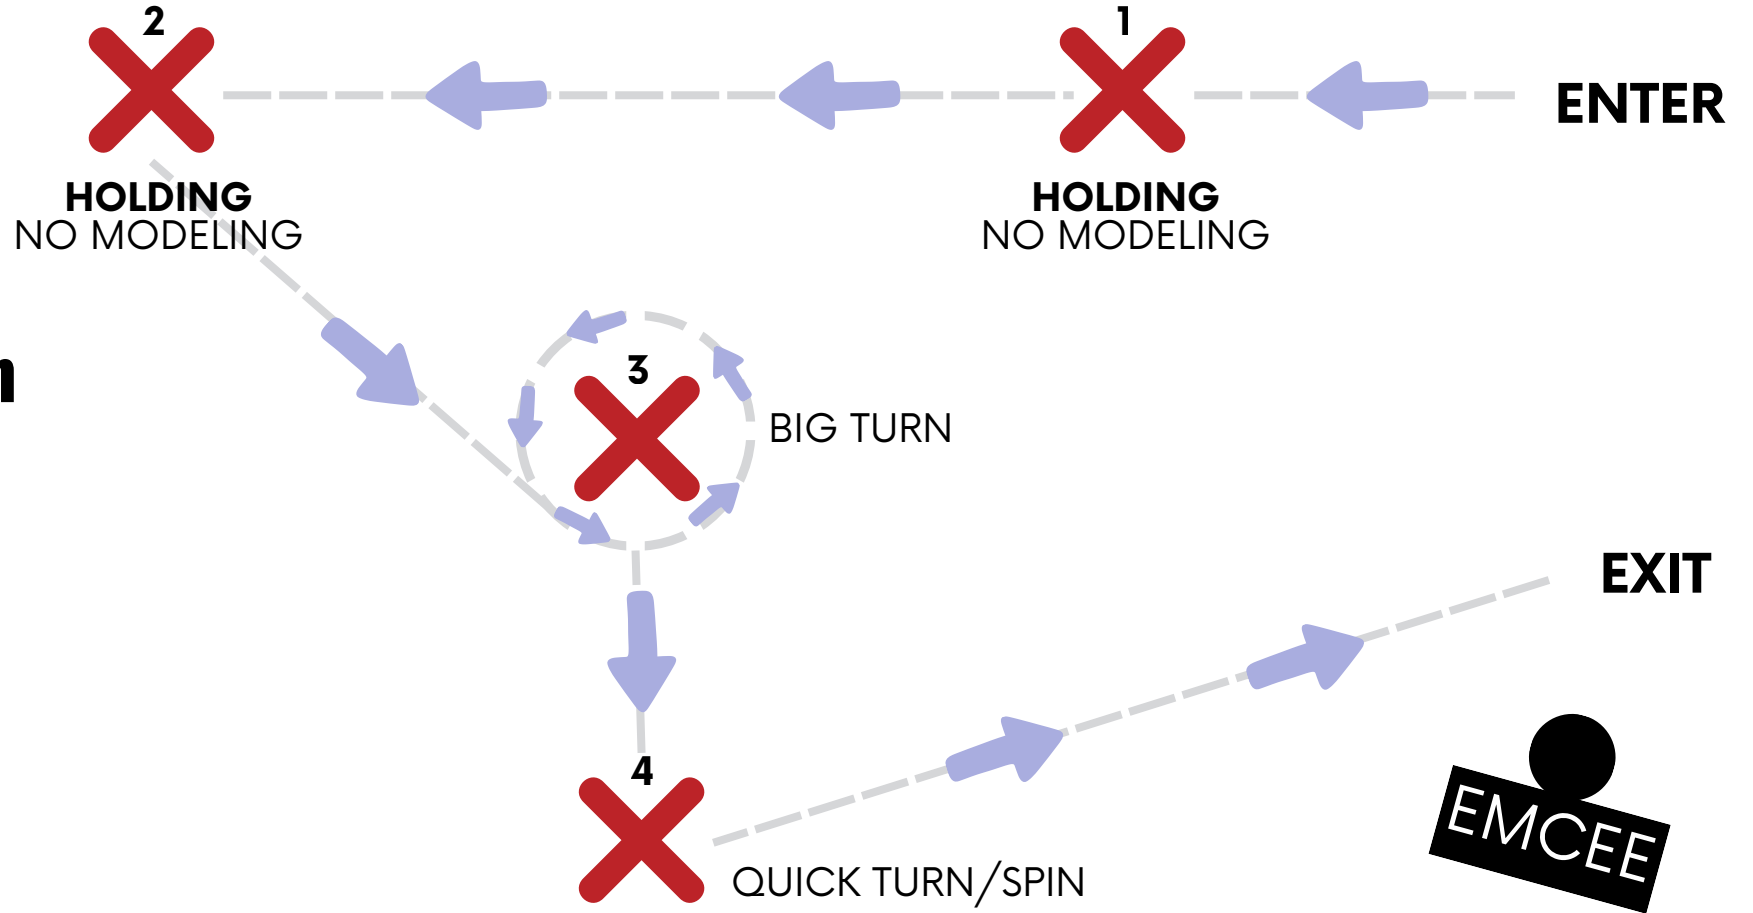 2
1
ENTER
HOLDING
NO MODELING
HOLDING
NO MODELING
3
BIG TURN
EXIT
4
QUICK TURN/SPIN
EMCEE